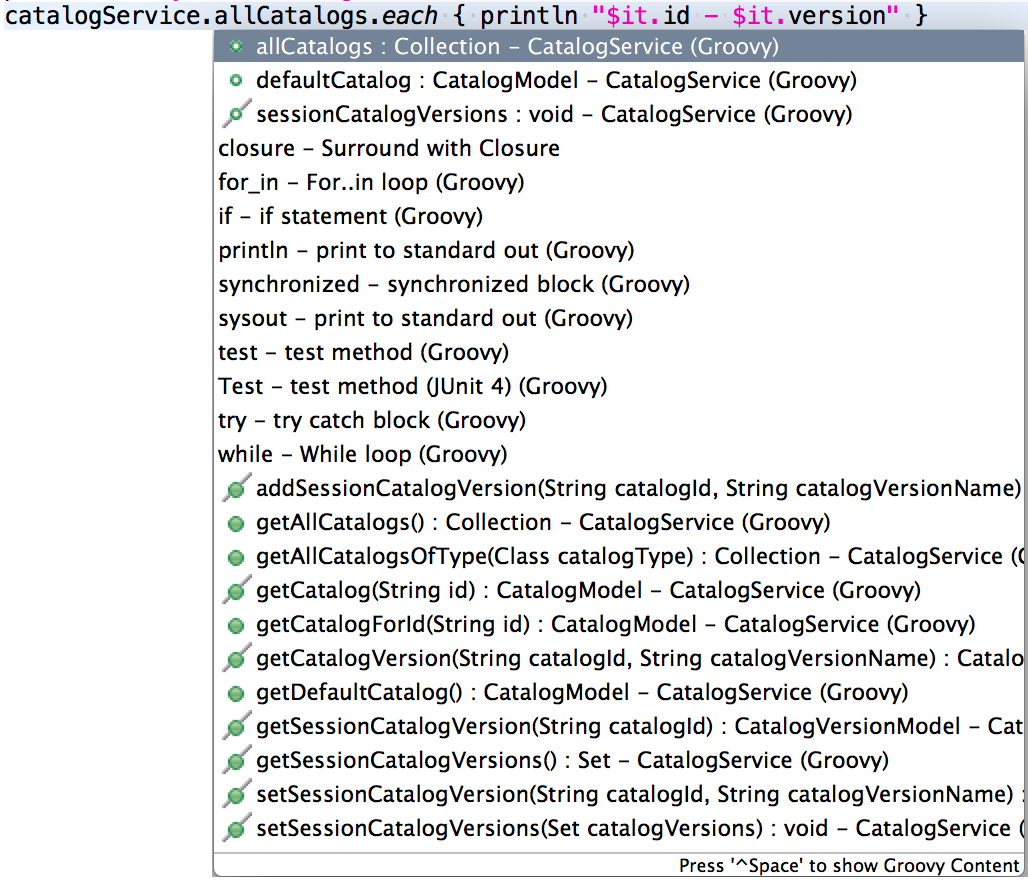 catalogService.allCatalogs.each { println "$it.id - $it.version" }
allCatalogs : Collection – CatalogService (Groovy)
defaultCatalog : CatalogModel – CatalogService (Groovy)
sessionCatalogVersions : void – CatalogService (Groovy)
closure – Surround with Closure
for_in – For..in loop (Groovy)
if – if statement (Groovy)
println – print to standard out (Groovy)
synchronized – synchronized block (Groovy)
sysout – print to standard out (Groovy)
test – test method (Groovy)
Test – test method (JUnit 4) (Groovy)
try – try catch block (Groovy)
while – While loop (Groovy)
addSessionCatalogVersion(String catalogId, String catalogVersionName)
getAllCatalogs() : Collection – CatalogService (Groovy)
getAllCatalogsOfType(Class catalogType) : Collection – CatalogService (
getCatalog(String id) : CatalogModel – CatalogService (Groovy)
getCatalogForId(String id) : CatalogModel – CatalogService (Groovy)
getCatalogVersion(String catalogId, String catalogVersionName) : Catalo
getDefaultCatalog() : CatalogModel – CatalogService (Groovy)
getSessionCatalogVersion(String catalogId) : CatalogVersionModel – Cat
getSessionCatalogVersions() : Set – CatalogService (Groovy)
setSessionCatalogVersion(String catalogId, String catalogVersionName) :
setSessionCatalogVersions(Set catalogVersions) : void – CatalogService (
Press '^Space' to show Groovy Content